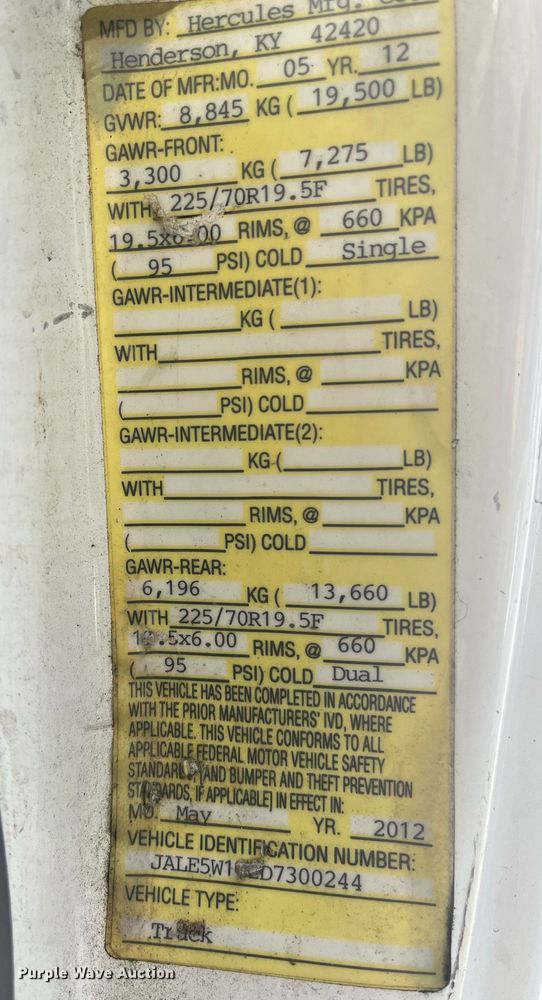 MFD BY: Hercules Mfg.
Henderson, KY 42420
DATE OF MFR:MO. 05 YR. 12
GVWR: 8,845 KG ( 19,500 LB)
GAWR-FRONT:
3,300 KG ( 7,275 LB)
WITH 225/70R19.5F TIRES,
RIMS, @ 660 KPA
( 95 PSI) COLD Single
GAWR-INTERMEDIATE(1):
KG ( LB)
WITH TIRES,
RIMS, @ KPA
( PSI) COLD
GAWR-INTERMEDIATE(2):
KG ( LB)
WITH TIRES,
RIMS, @ KPA
( PSI) COLD
GAWR-REAR:
6,196 KG ( 13,660 LB)
WITH 225/70R19.5F TIRES,
RIMS, @ 660 KPA
( 95 PSI) COLD Dual
THIS VEHICLE HAS BEEN COMPLETED IN ACCORDANCE
WITH THE PRIOR MANUFACTURERS' IVD, WHERE
APPLICABLE. THIS VEHICLE CONFORMS TO ALL
APPLICABLE FEDERAL MOTOR VEHICLE SAFETY
STANDARD AND BUMPER AND THEFT PREVENTION
STANDARDS, IF APPLICABLE] IN EFFECT IN:
MO. May YR. 2012
VEHICLE IDENTIFICATION NUMBER:
VEHICLE TYPE:
Truck
Purple Wave Auction